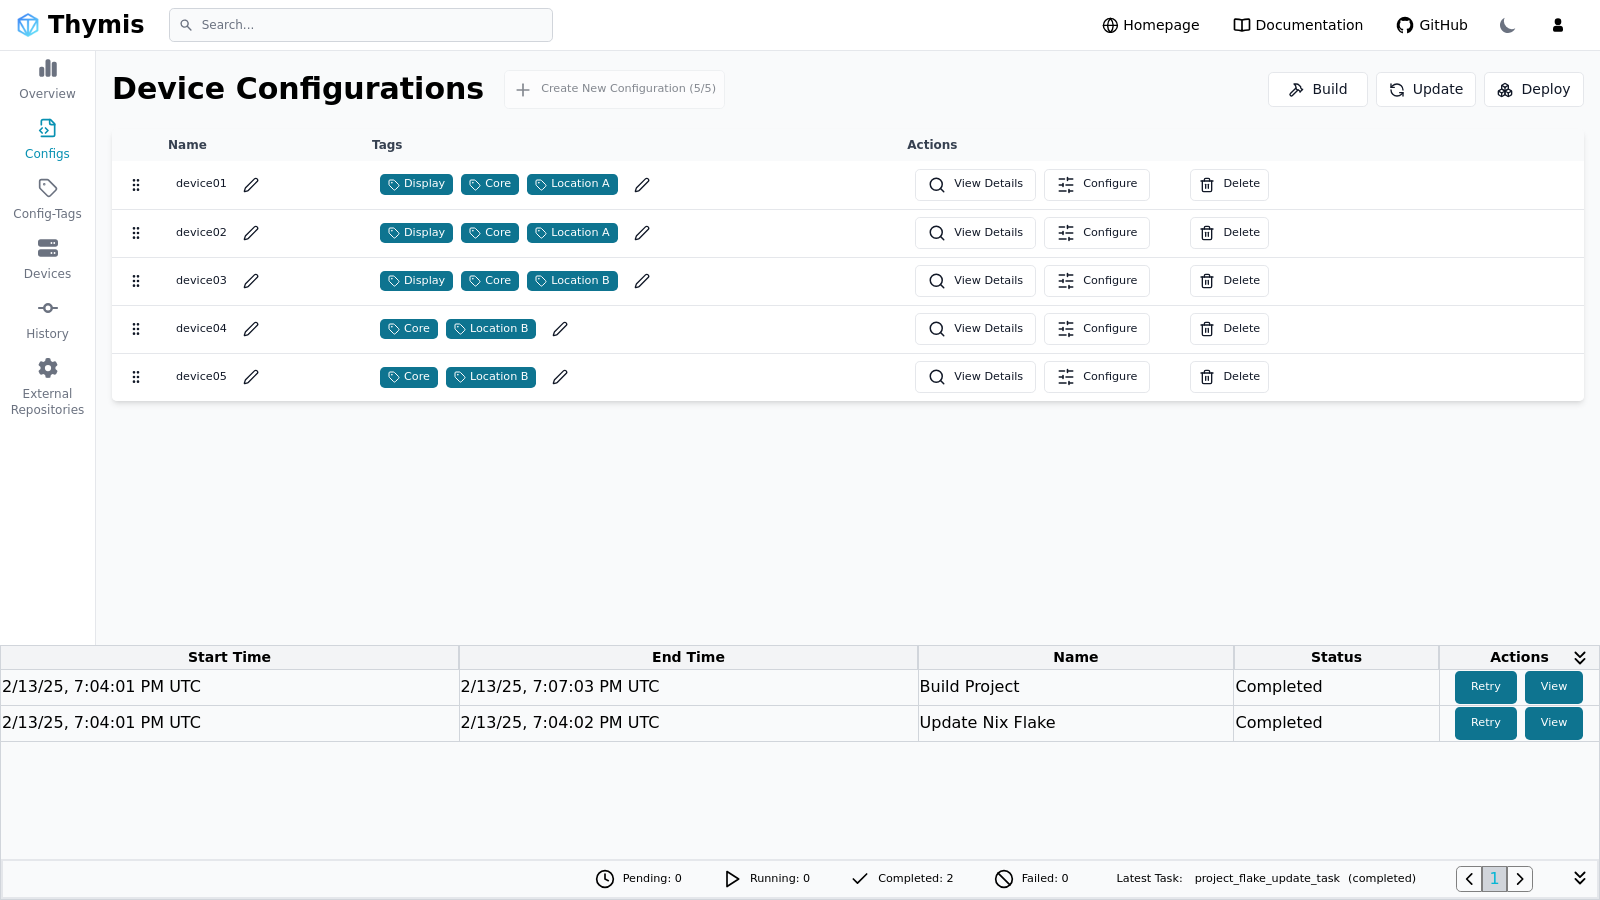 Thymis
Search...
Homepage
Documentation
GitHub
Overview
Configs
Config-Tags
Devices
History
External
Repositories
Device Configurations
Create New Configuration (5/5)
Build
Update
Deploy
Name Tags Actions
device01 Display Core Location A View Details Configure Delete
device02 Display Core Location A View Details Configure Delete
device03 Display Core Location B View Details Configure Delete
device04 Core Location B View Details Configure Delete
device05 Core Location B View Details Configure Delete
Start Time End Time Name Status Actions
2/13/25, 7:04:01 PM UTC 2/13/25, 7:07:03 PM UTC Build Project Completed Retry View
2/13/25, 7:04:01 PM UTC 2/13/25, 7:04:02 PM UTC Update Nix Flake Completed Retry View
Pending: 0 Running: 0 Completed: 2 Failed: 0 Latest Task: project_flake_update_task (completed) 1